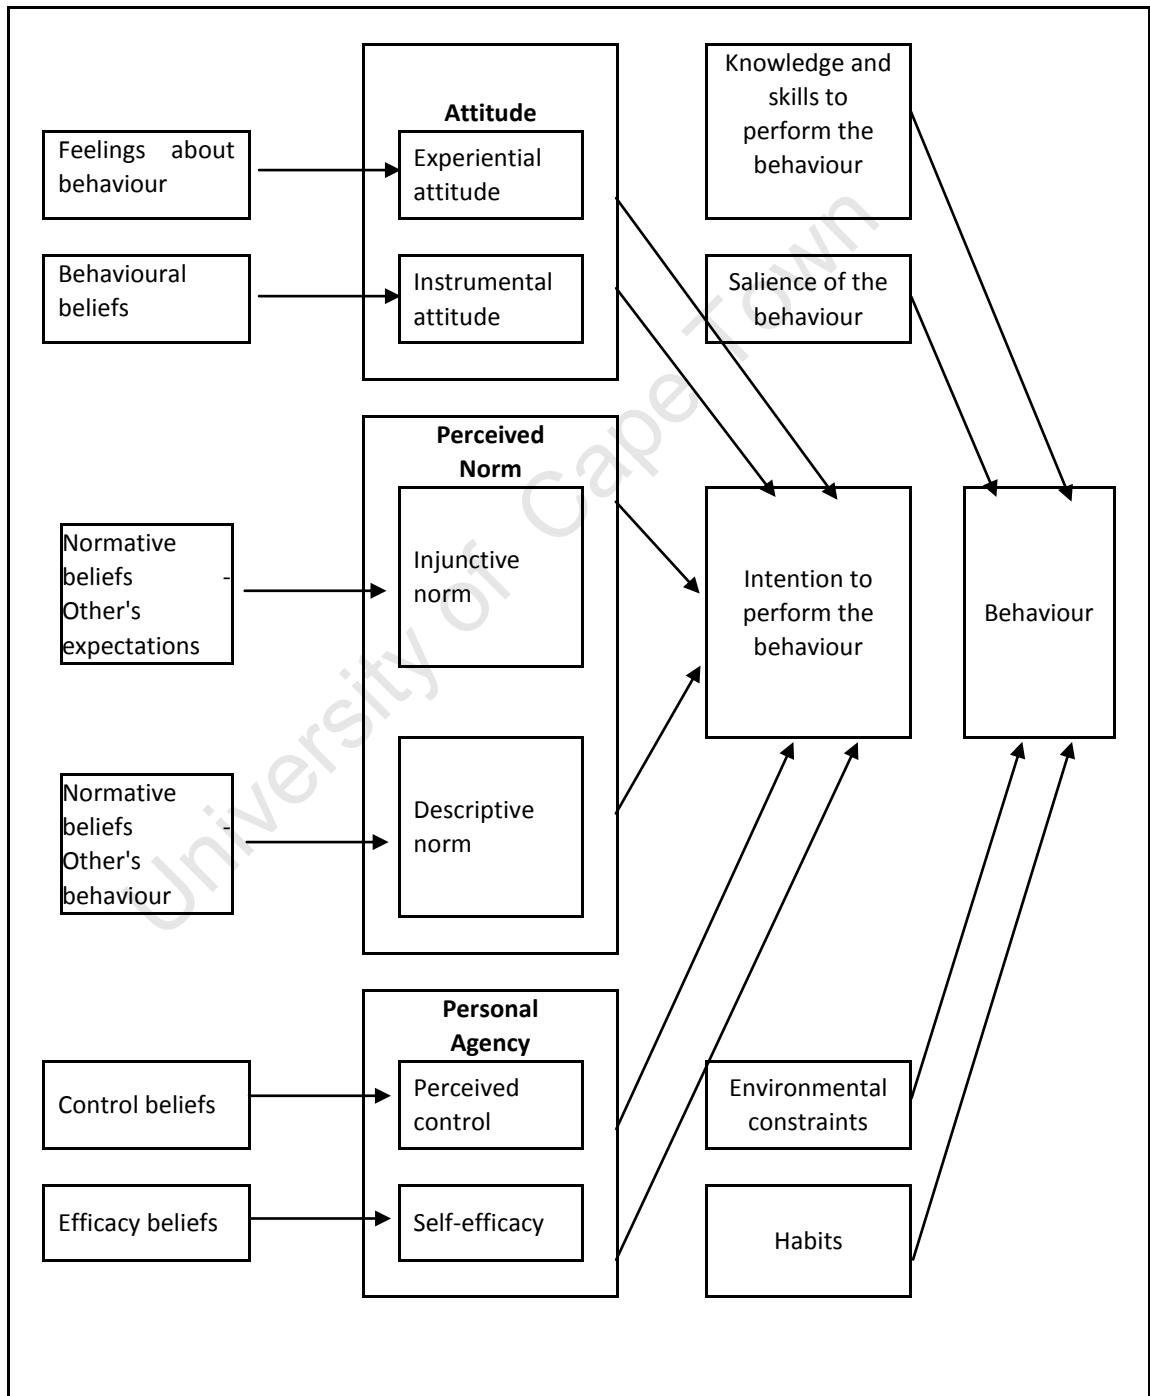 Attitude
Feelings about
behaviour
Experiential
attitude
Behavioural
beliefs
Instrumental
attitude
Knowledge and
skills to
perform the
behaviour
Salience of the
behaviour
Perceived
Norm
Normative
beliefs -
Other's
expectations
Injunctive
norm
Normative
beliefs -
Other's
behaviour
Descriptive
norm
Intention to
perform the
behaviour
Behaviour
Personal
Agency
Control beliefs
Perceived
control
Efficacy beliefs
Self-efficacy
Environmental
constraints
Habits
University of Cape Town